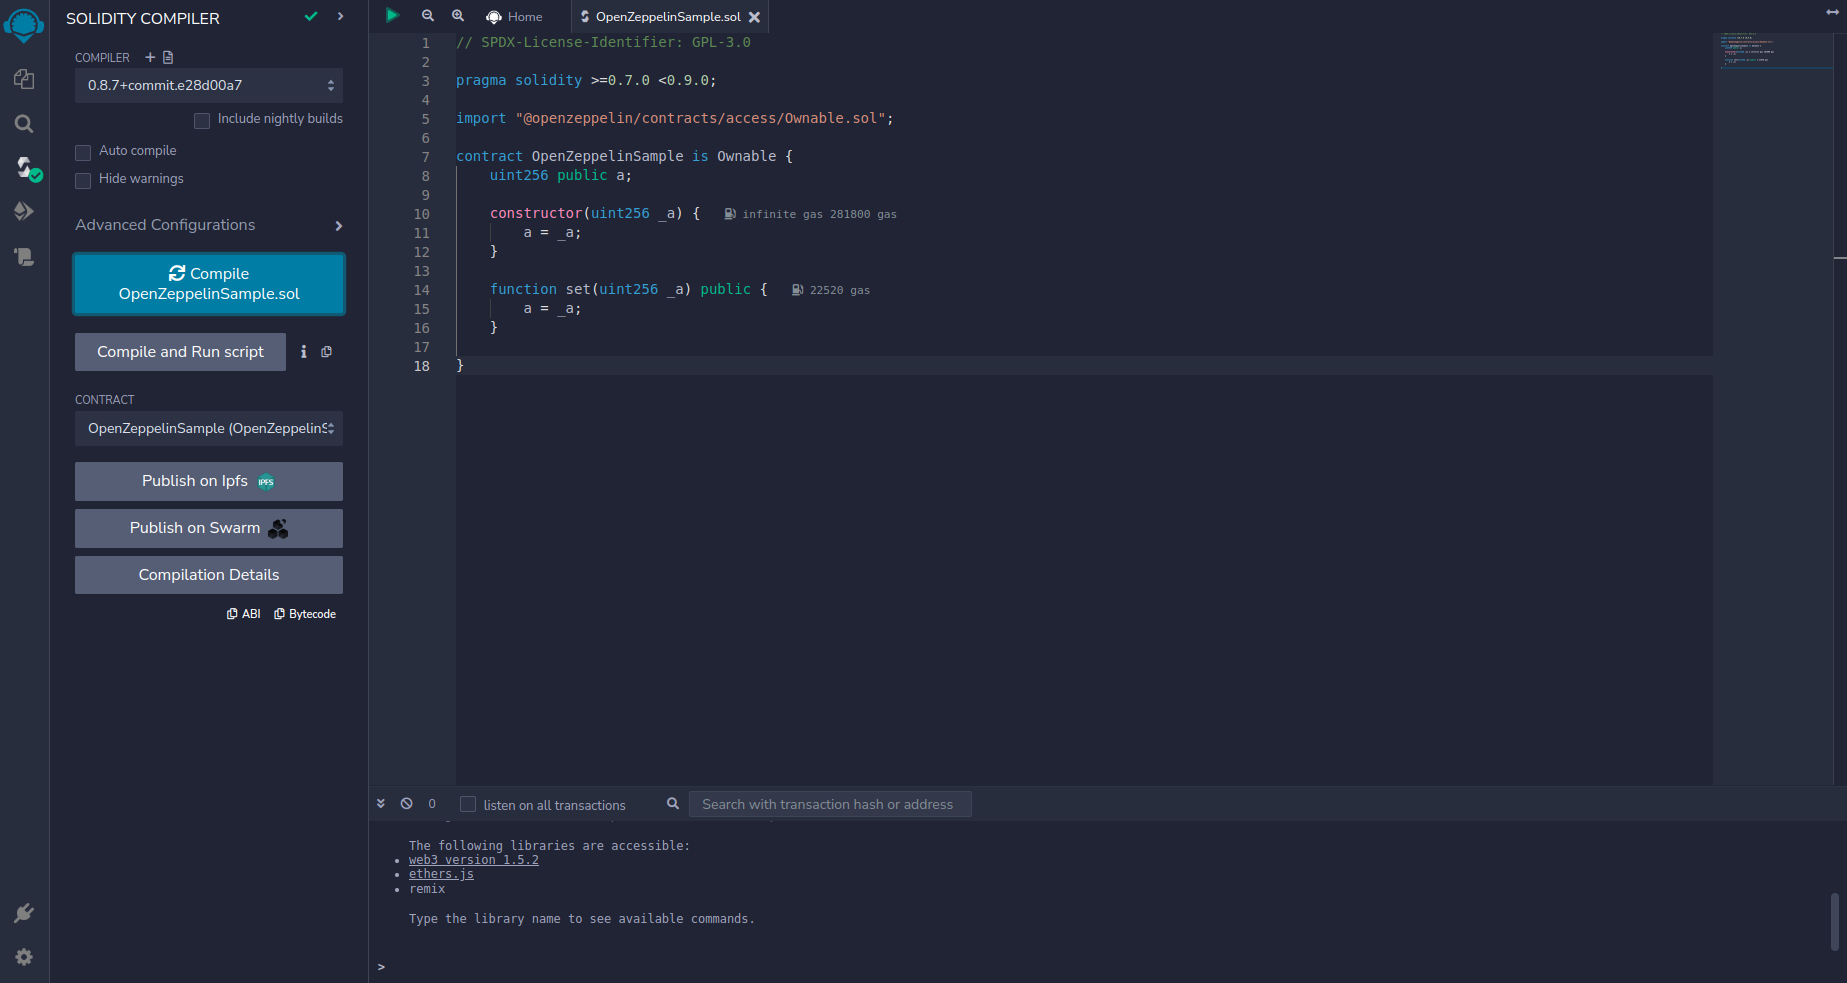 SOLIDITY COMPILER
COMPILER
0.8.7+commit.e28d00a7
Include nightly builds
Auto compile
Hide warnings
Advanced Configurations
Compile
OpenZeppelinSample.sol
Compile and Run script
CONTRACT
OpenZeppelinSample (OpenZeppelinS
Publish on Ipfs IPFS
Publish on Swarm
Compilation Details
ABI Bytecode
Home OpenZeppelinSample.sol
1 // SPDX-License-Identifier: GPL-3.0
2
3 pragma solidity >=0.7.0 <0.9.0;
4
5 import "@openzeppelin/contracts/access/Ownable.sol";
6
7 contract OpenZeppelinSample is Ownable {
8 uint256 public a;
9
10 constructor(uint256 _a) { infinite gas 281800 gas
11 a = _a;
12 }
13
14 function set(uint256 _a) public { 22520 gas
15 a = _a;
16 }
17
18 }
0 listen on all transactions Search with transaction hash or address
The following libraries are accessible:
• web3 version 1.5.2
• ethers.js
• remix
Type the library name to see available commands.
>